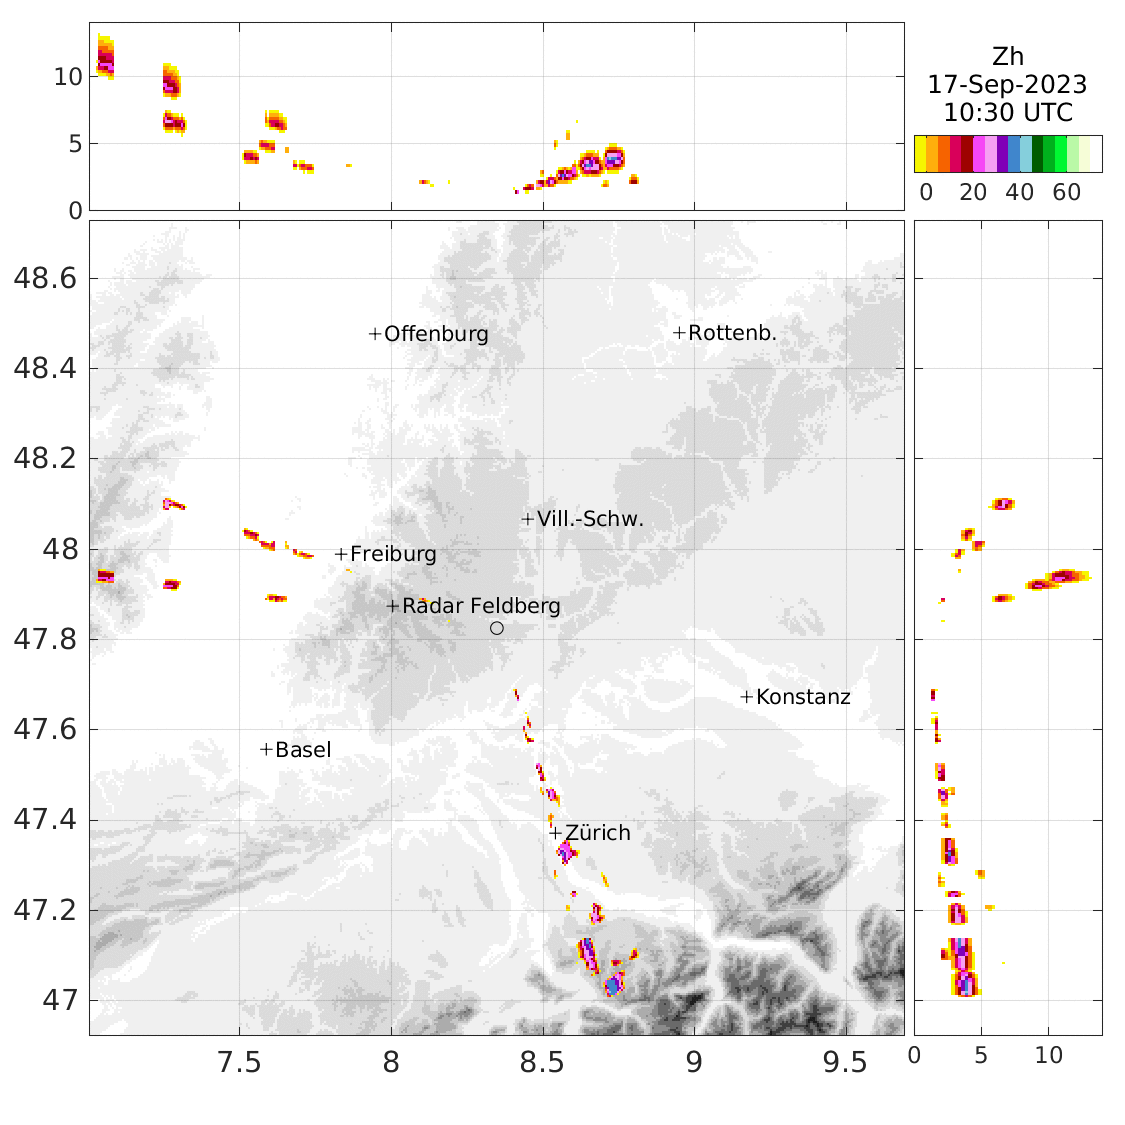 10
5
0
Zh
17-Sep-2023
10:30 UTC
0 20 40 60
48.6
48.4
48.2
48
47.8
47.6
47.4
47.2
47
+Offenburg
+Rottenb.
+Vill.-Schw.
+Freiburg
+Radar Feldberg
+Konstanz
+Basel
+Zürich
7.5 8 8.5 9 9.5
0 5 10